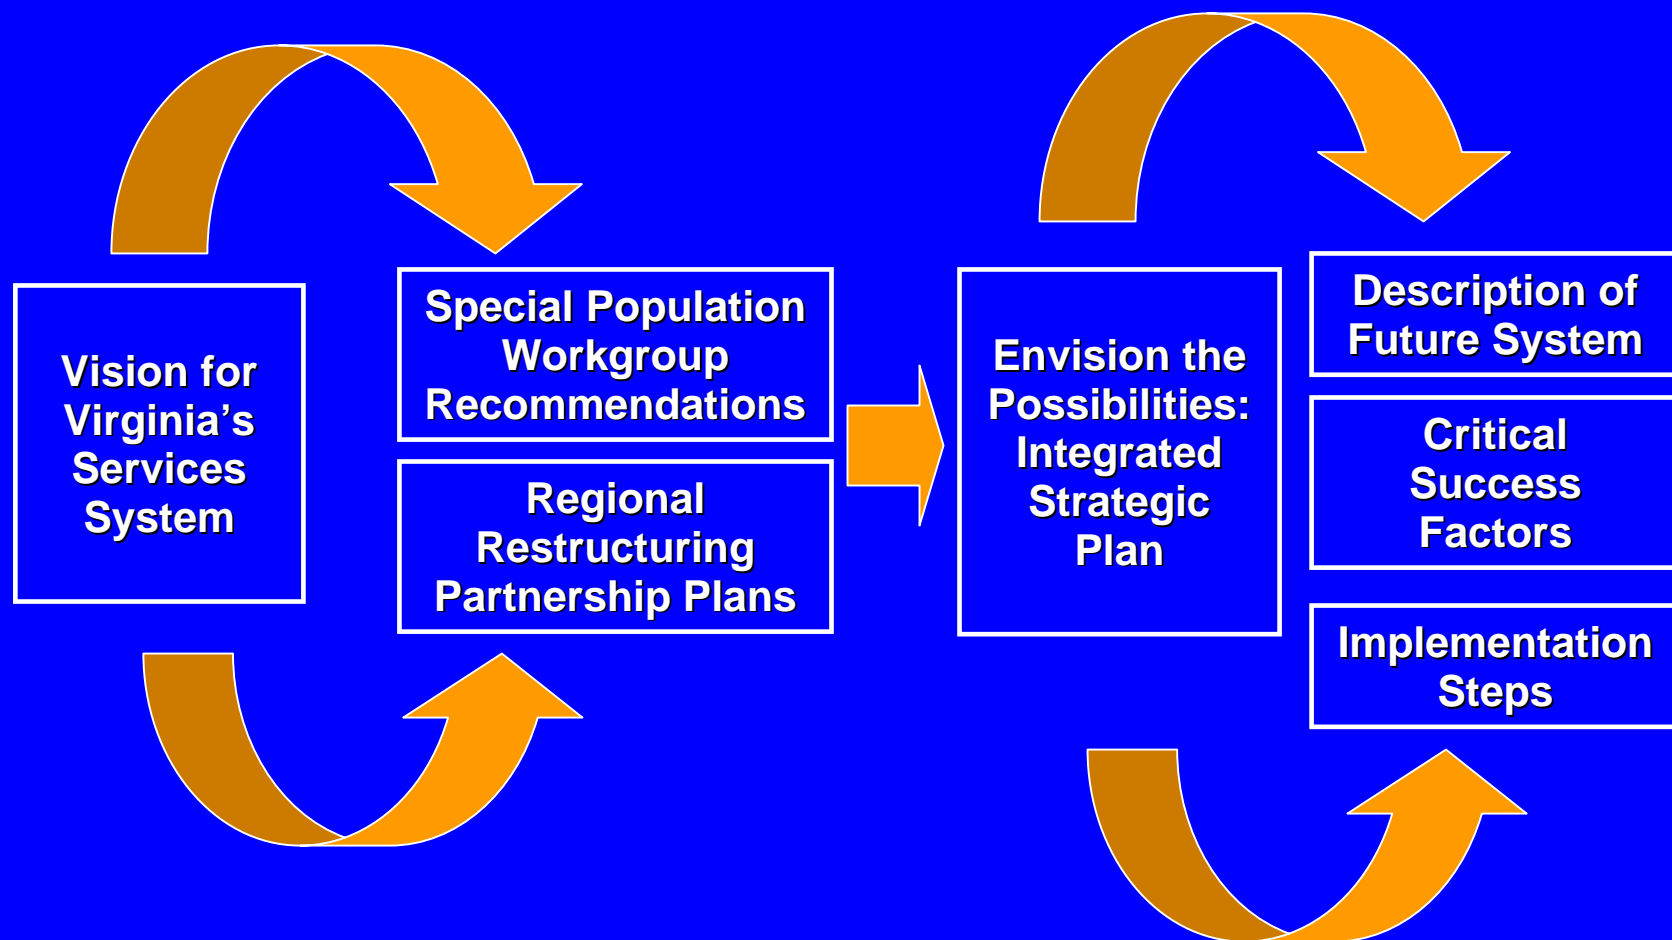 Vision for
Virginia’s
Services
System
Special Population
Workgroup
Recommendations
Regional
Restructuring
Partnership Plans
Envision the
Possibilities:
Integrated
Strategic
Plan
Description of
Future System
Critical
Success
Factors
Implementation
Steps